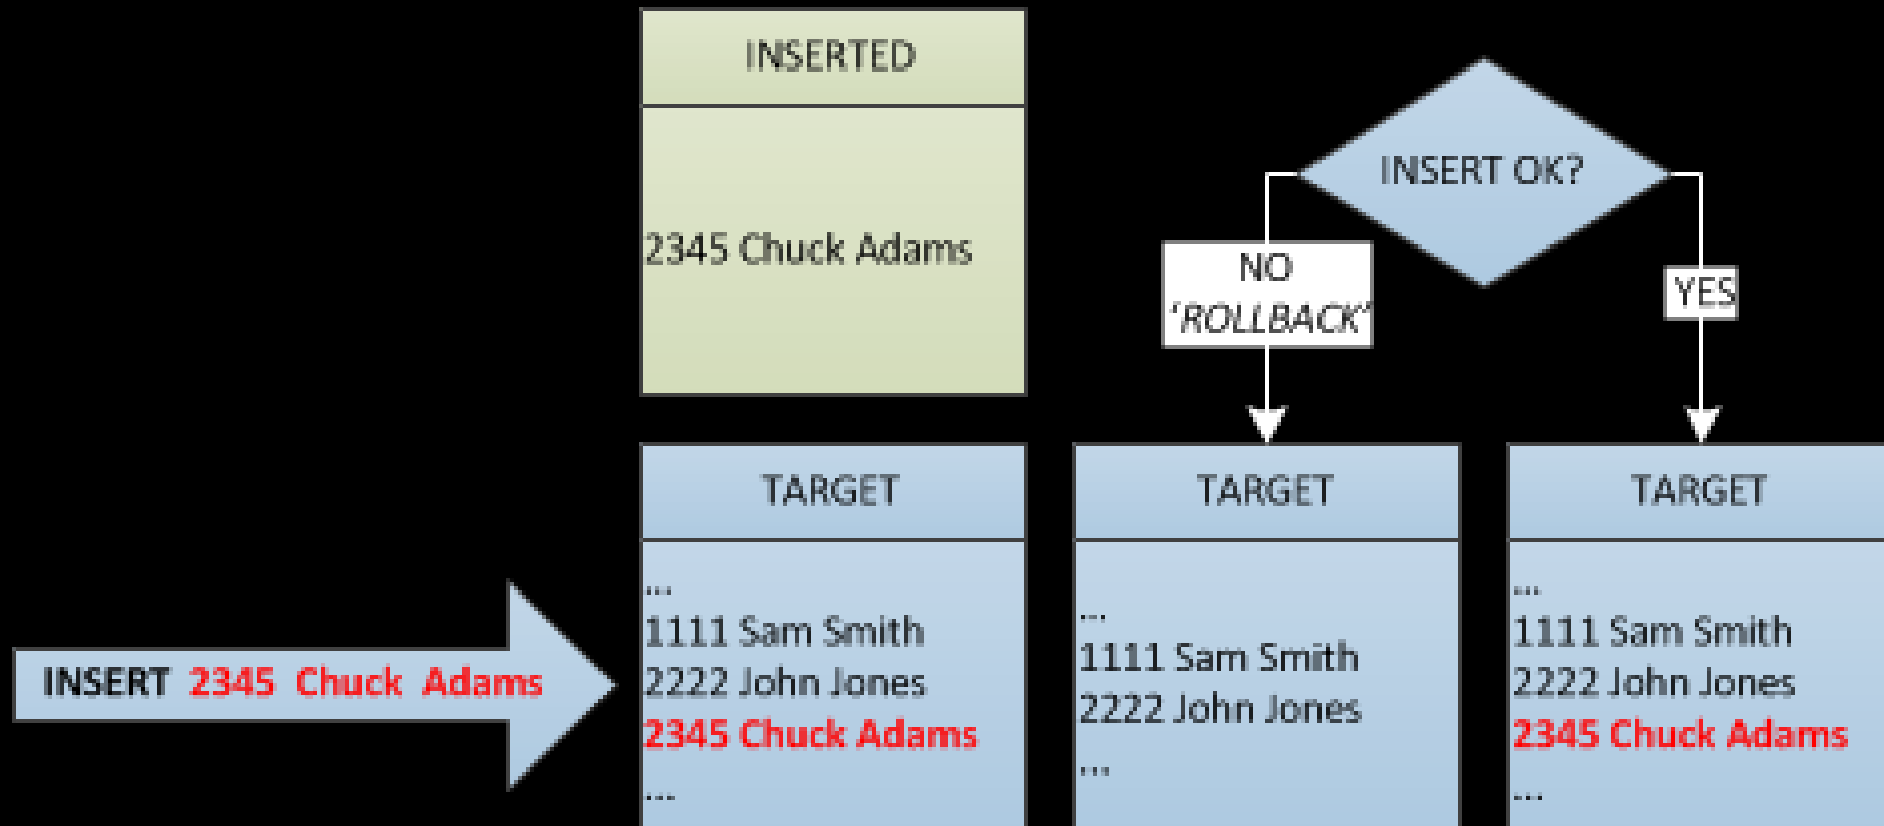 INSERTED
2345 Chuck Adams
INSERT OK?
NO
‘ROLLBACK’
YES
INSERT 2345 Chuck Adams
TARGET
...
1111 Sam Smith
2222 John Jones
2345 Chuck Adams
...
TARGET
...
1111 Sam Smith
2222 John Jones
...
TARGET
...
1111 Sam Smith
2222 John Jones
2345 Chuck Adams
...